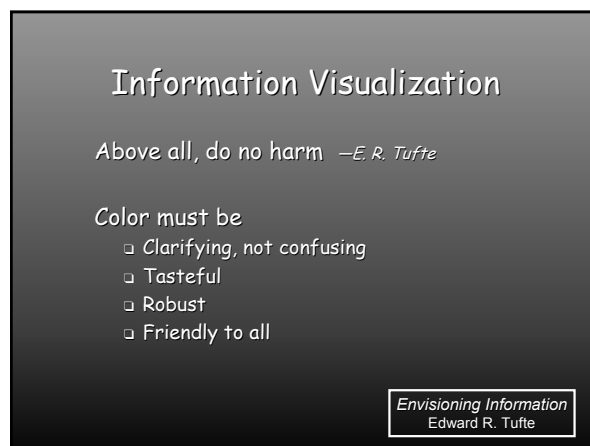 Information Visualization
Above all, do no harm —E. R. Tufte
Color must be
❑ Clarifying, not confusing
❑ Tasteful
❑ Robust
❑ Friendly to all
Envisioning Information
Edward R. Tufte